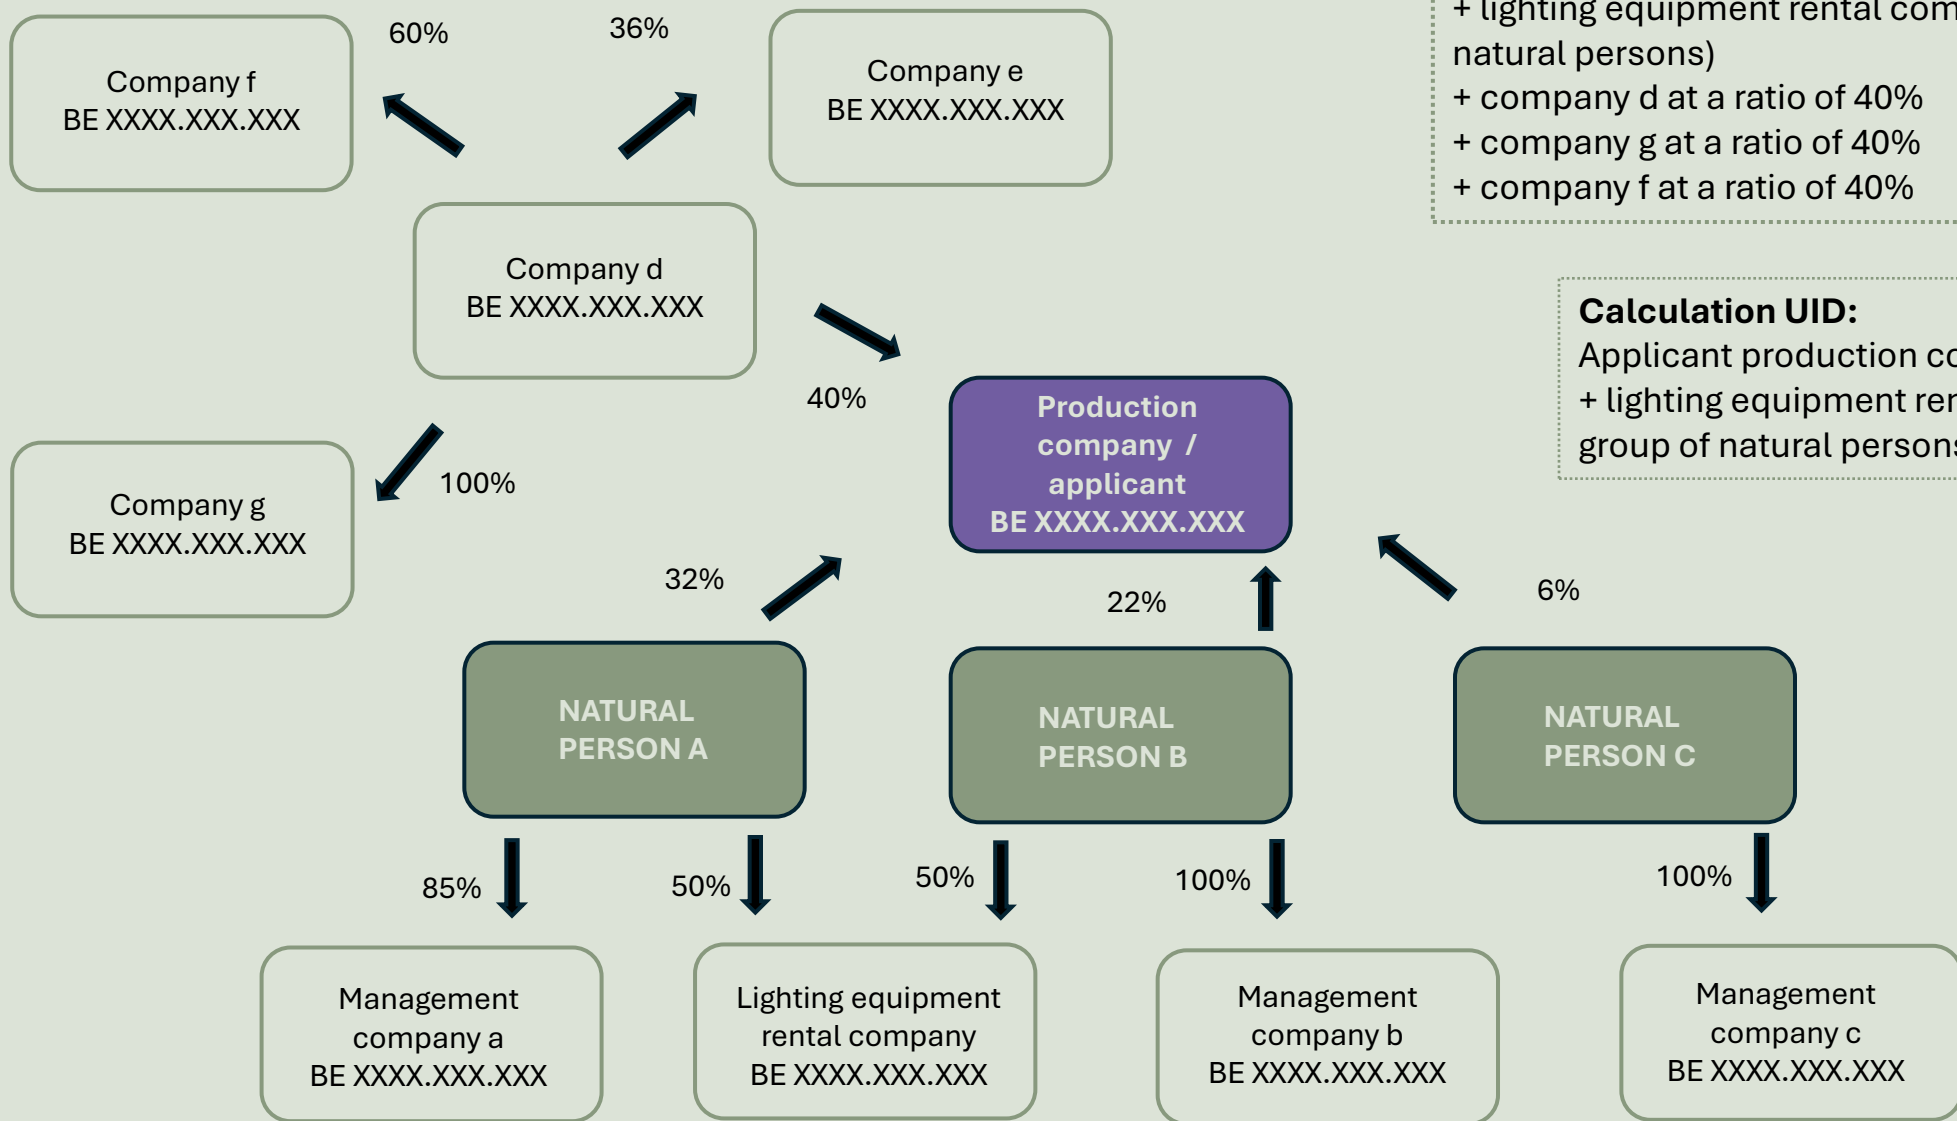 + lighting equipment rental com
natural persons)
+ company d at a ratio of 40%
+ company g at a ratio of 40%
+ company f at a ratio of 40%
60%
36%
Company f
BE XXXX.XXX.XXX
Company e
BE XXXX.XXX.XXX
Company d
BE XXXX.XXX.XXX
Calculation UID:
Applicant production co
+ lighting equipment ren
group of natural persons
40%
Production
company /
applicant
BE XXXX.XXX.XXX
100%
Company g
BE XXXX.XXX.XXX
32%
22%
6%
NATURAL
PERSON A
NATURAL
PERSON B
NATURAL
PERSON C
85%
50%
50%
100%
100%
Management
company a
BE XXXX.XXX.XXX
Lighting equipment
rental company
BE XXXX.XXX.XXX
Management
company b
BE XXXX.XXX.XXX
Management
company c
BE XXXX.XXX.XXX